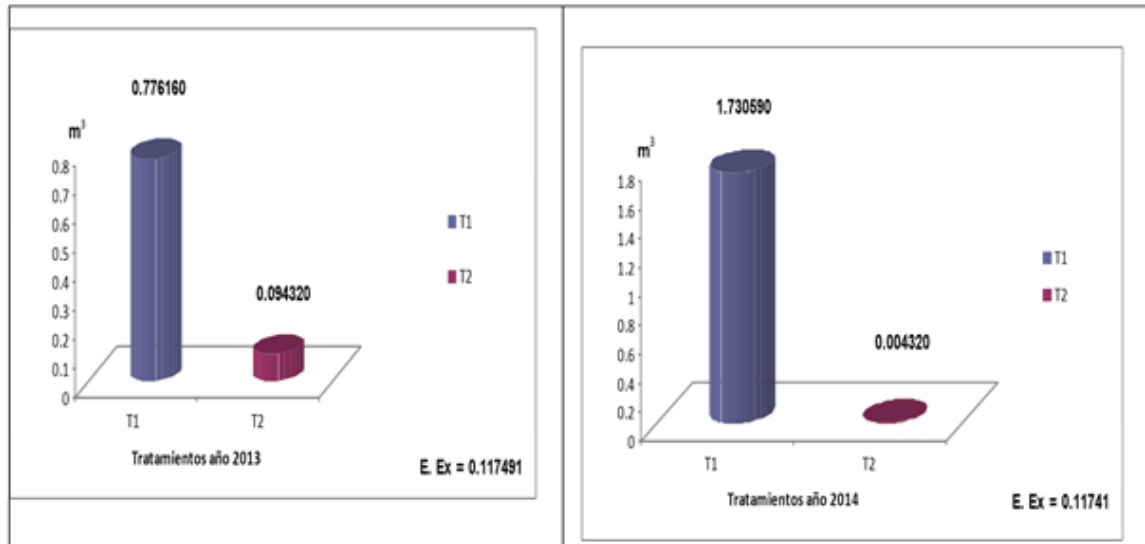 0.776160
m³
0.8
0.7
0.6
0.5
0.4
0.3
0.2
0.1
0
0.094320
T1
T2
T1
T2
Tratamientos año 2013
E. Ex = 0.117491
1.730590
m³
1.8
1.6
1.4
1.2
1
0.8
0.6
0.4
0.2
0
0.004320
T1
T2
T1
T2
Tratamientos año 2014
E. Ex = 0.11741